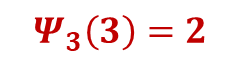 Ψ₃(3) = 2